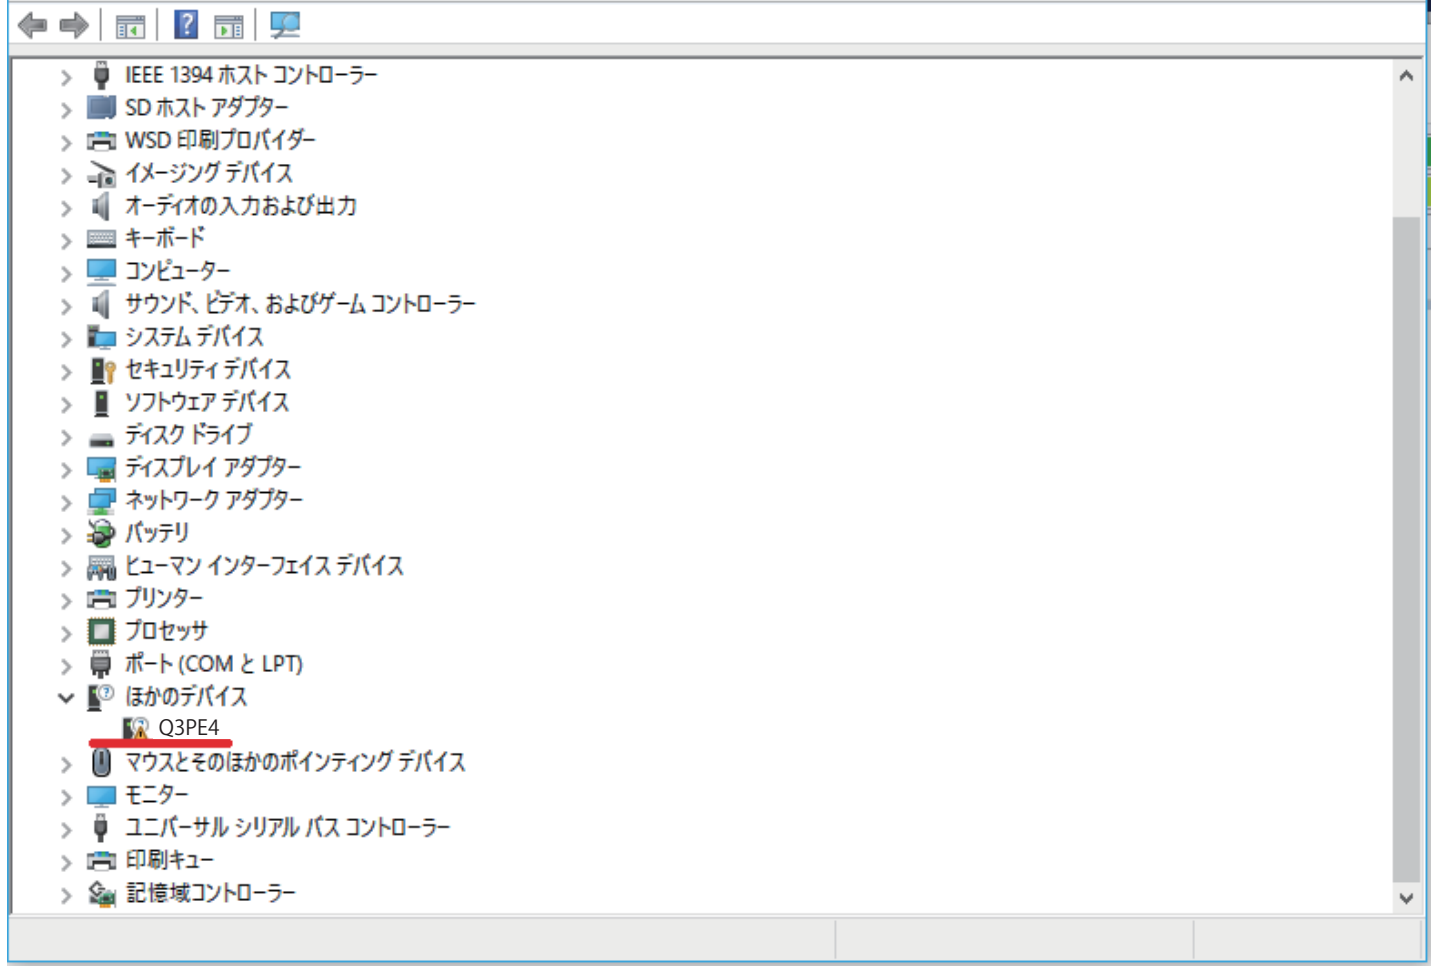 IEEE 1394 ホスト コントローラー
SD ホスト アダプター
WSD 印刷プロバイダー
イメージング デバイス
オーディオの入力および出力
キーボード
コンピューター
サウンド、ビデオ、およびゲーム コントローラー
システム デバイス
セキュリティ デバイス
ソフトウェア デバイス
ディスク ドライブ
ディスプレイ アダプター
ネットワーク アダプター
バッテリ
ヒューマン インターフェイス デバイス
プリンター
プロセッサ
ポート (COM と LPT)
ほかのデバイス
Q3PE4
マウスとそのほかのポインティング デバイス
モニター
ユニバーサル シリアル バス コントローラー
印刷キュー
記憶域コントローラー